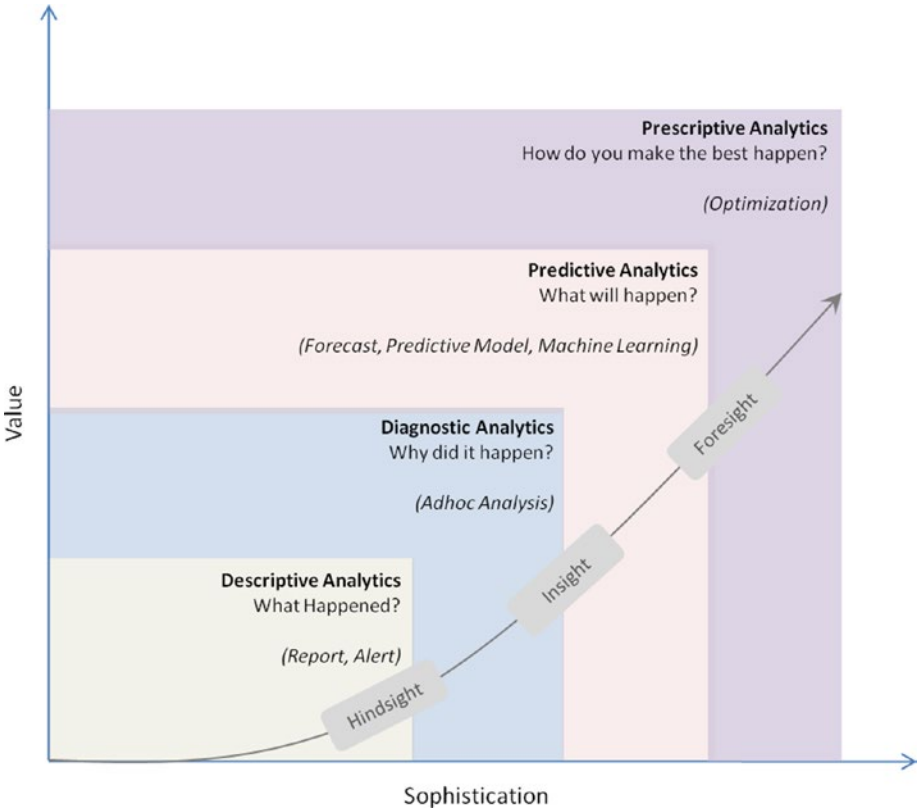 Prescriptive Analytics
How do you make the best happen?
(Optimization)
Predictive Analytics
What will happen?
(Forecast, Predictive Model, Machine Learning)
Value
Diagnostic Analytics
Why did it happen?
(Adhoc Analysis)
Foresight
Insight
Descriptive Analytics
What Happened?
(Report, Alert)
Hindsight
Sophistication